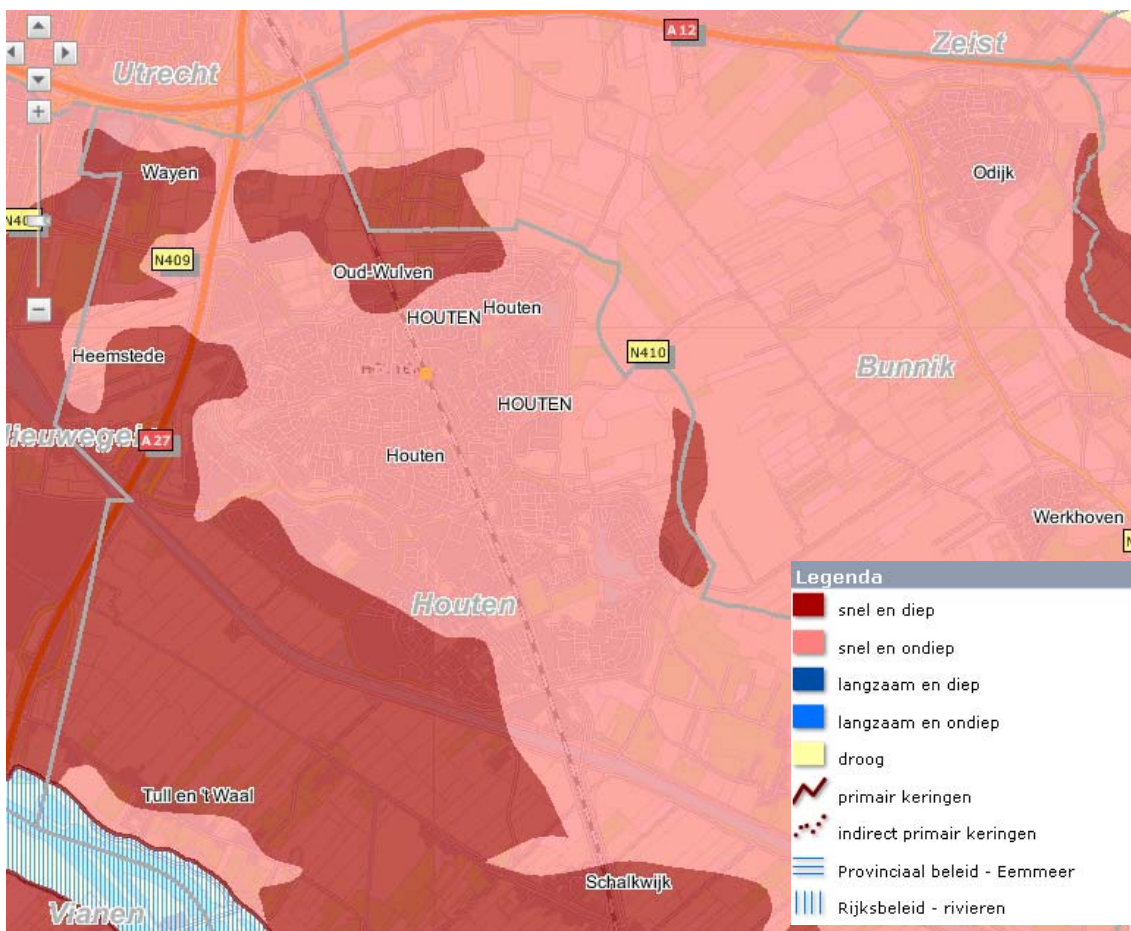 A12
Zeist
Utrecht
Wayen
Odijk
N409
Oud-Wulven
HOUTEN
Houten
Heemstede
N410
Bunnik
HOUTEN
A27
Houten
Werkhoven
Houten
Tull en 't Waal
Schalkwijk
Vianen
Legenda
snel en diep
snel en ondiep
langzaam en diep
langzaam en ondiep
droog
primair keringen
indirect primair keringen
Provinciaal beleid - Eemmeer
Rijksbeleid - rivieren